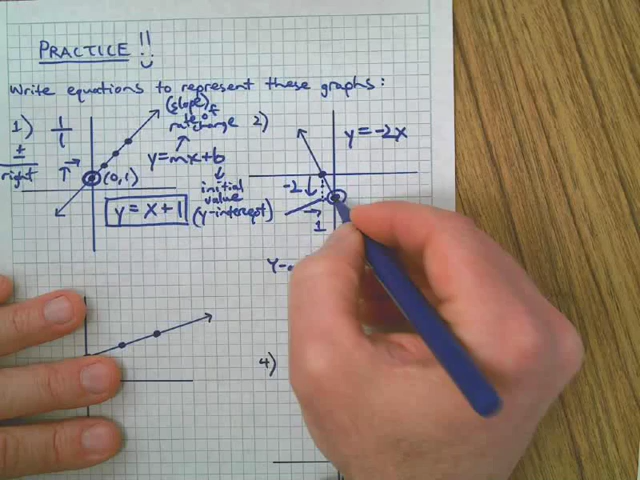 PRACTICE !!
Write equations to represent these graphs:
1) 1/1
±
right
(0,1)
(slope)
rate of
change
y = mx + b
initial
value
(y-intercept)
y = x + 1
2)
y = -2x
-2
1
4)